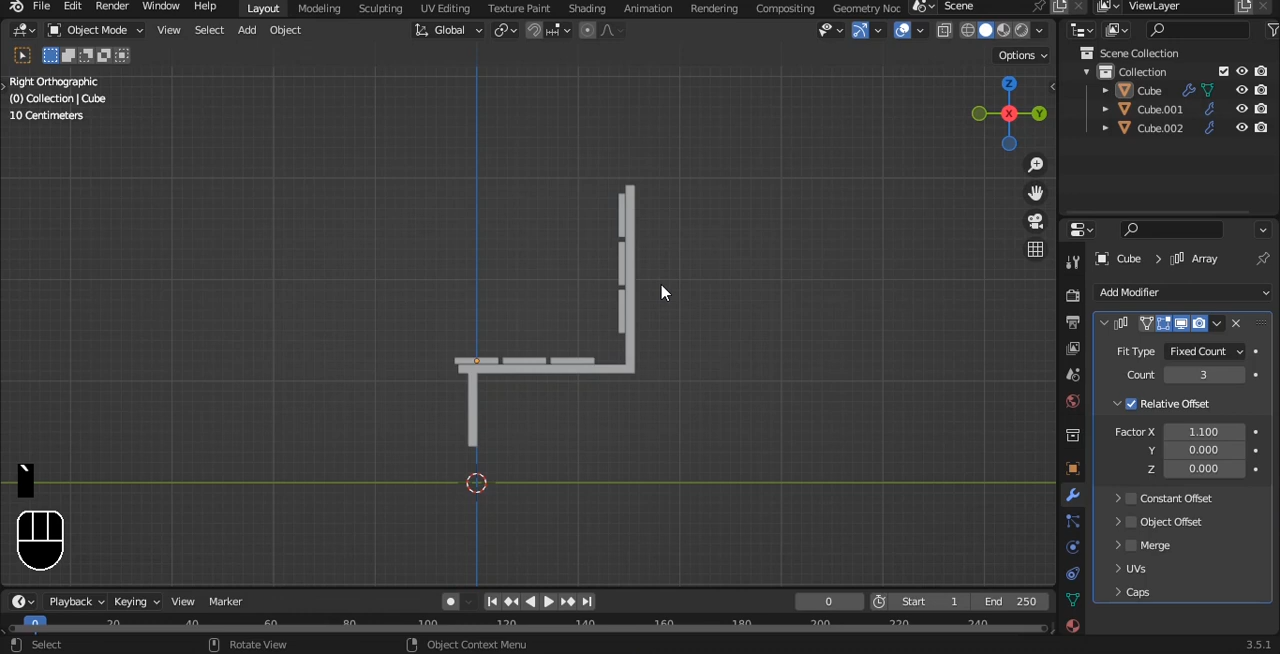 File Edit Render Window Help Layout Modeling Sculpting UV Editing Texture Paint Shading Animation Rendering Compositing Geometry Noc Scene ViewLayer
Object Mode View Select Add Object Global
Options
Right Orthographic
(0) Collection | Cube
10 Centimeters
Z
Y
X
Scene Collection
Collection
Cube
Cube.001
Cube.002
Cube > Array
Add Modifier
Fit Type Fixed Count
Count 3
Relative Offset
Factor X 1.100
Y 0.000
Z 0.000
Constant Offset
Object Offset
Merge
UVs
Caps
`
Playback Keying View Marker 0 Start 1 End 250
0 20 40 60 80 100 120 140 160 180 200 220 240
Select Rotate View Object Context Menu 3.5.1